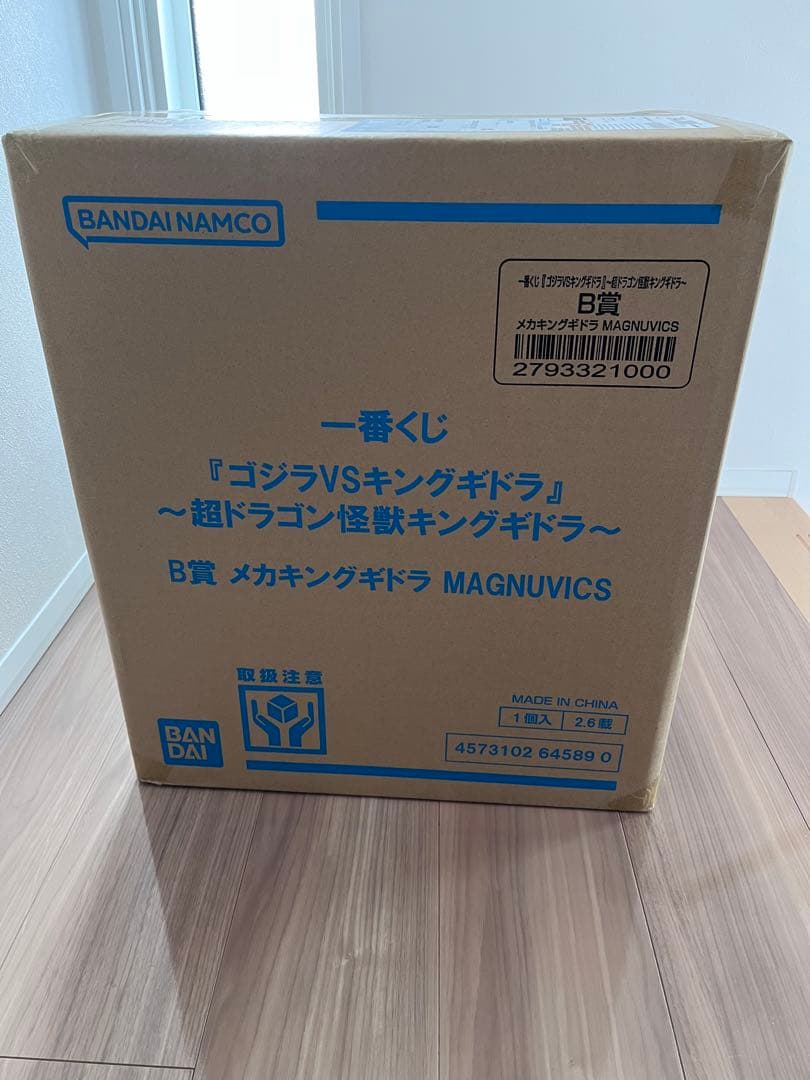 BANDAI NAMCO
一番くじ『ゴジラVSキングギドラ』~超ドラゴン怪獣キングギドラ~
B賞
メカキングギドラ MAGNUVICS
2793321000
一番くじ
『ゴジラVSキングギドラ』
~超ドラゴン怪獣キングギドラ~
B賞 メカキングギドラ MAGNUVICS
取扱注意
MADE IN CHINA
1個入 2.6載
BAN
DAI
4573102 64589 0